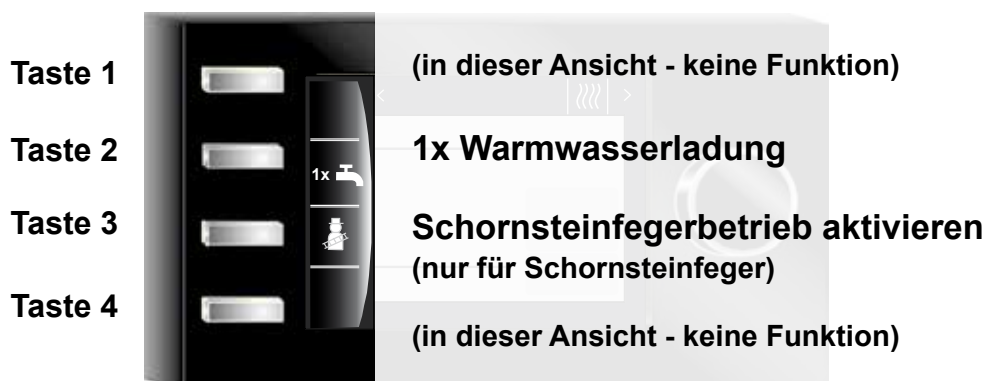 Taste 1
(in dieser Ansicht - keine Funktion)
Taste 2
1x
1x Warmwasserladung
Taste 3
Schornsteinfegerbetrieb aktivieren
(nur für Schornsteinfeger)
Taste 4
(in dieser Ansicht - keine Funktion)